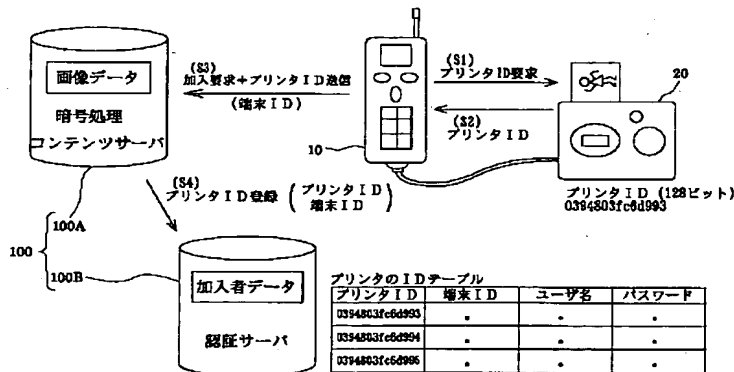 画像データ
暗号処理
コンテンツサーバ
(S3)
加入要求+プリンタID送信
(端末ID)
(S1)
プリンタID要求
(S2)
プリンタID
10
20
プリンタID (128ビット)
0394803fc6d993
(S4)
プリンタID登録 (プリンタID 端末ID)
100
100A
100B
加入者データ
認証サーバ
プリンタのIDテーブル
プリンタID 端末ID ユーザ名 パスワード
0394803fc6d993 ・ ・ ・
0394803fc6d994 ・ ・ ・
0394803fc6d995 ・ ・ ・